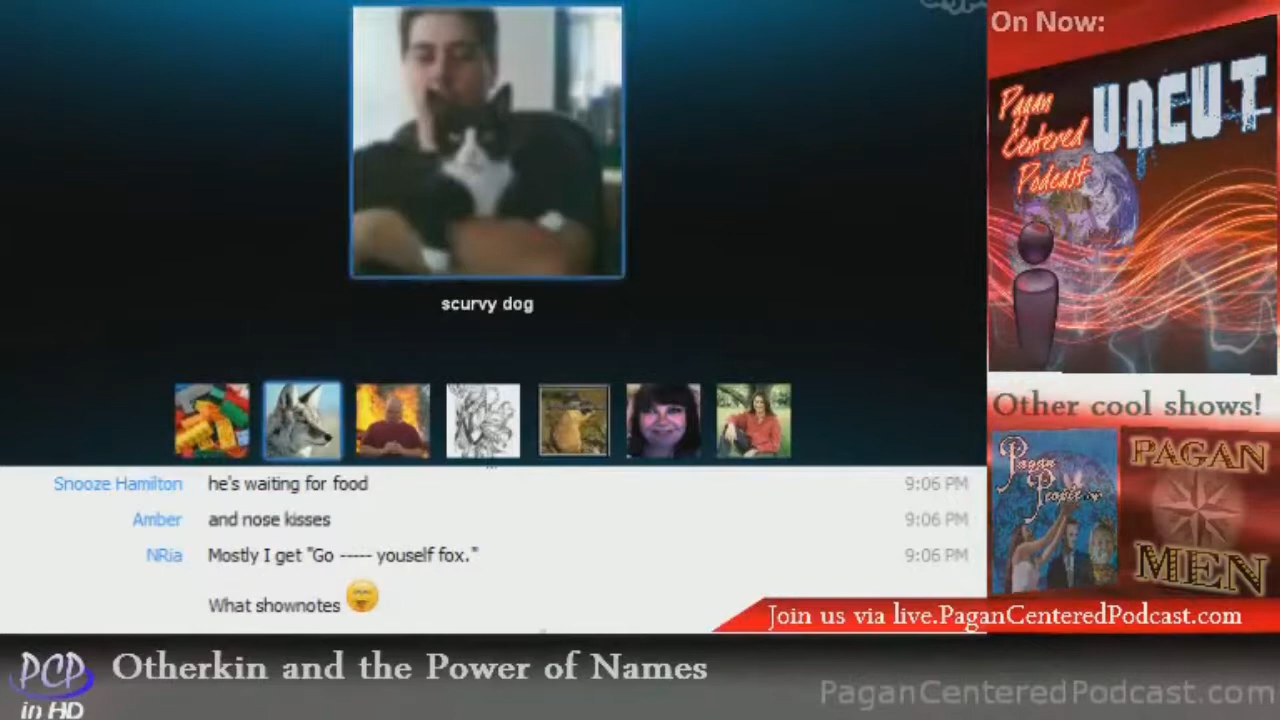 On Now:
Pagan
Centered
Podcast
UNCUT
scurvy dog
Other cool shows!
Pagan
People
PAGAN
MEN
Snooze Hamilton he's waiting for food 9:06 PM
Amber and nose kisses 9:06 PM
NRia Mostly I get "Go ----- youself fox." 9:06 PM
What shownotes
Join us via live.PaganCenteredPodcast.com
PCP
in HD
Otherkin and the Power of Names
PaganCenteredPodcast.com